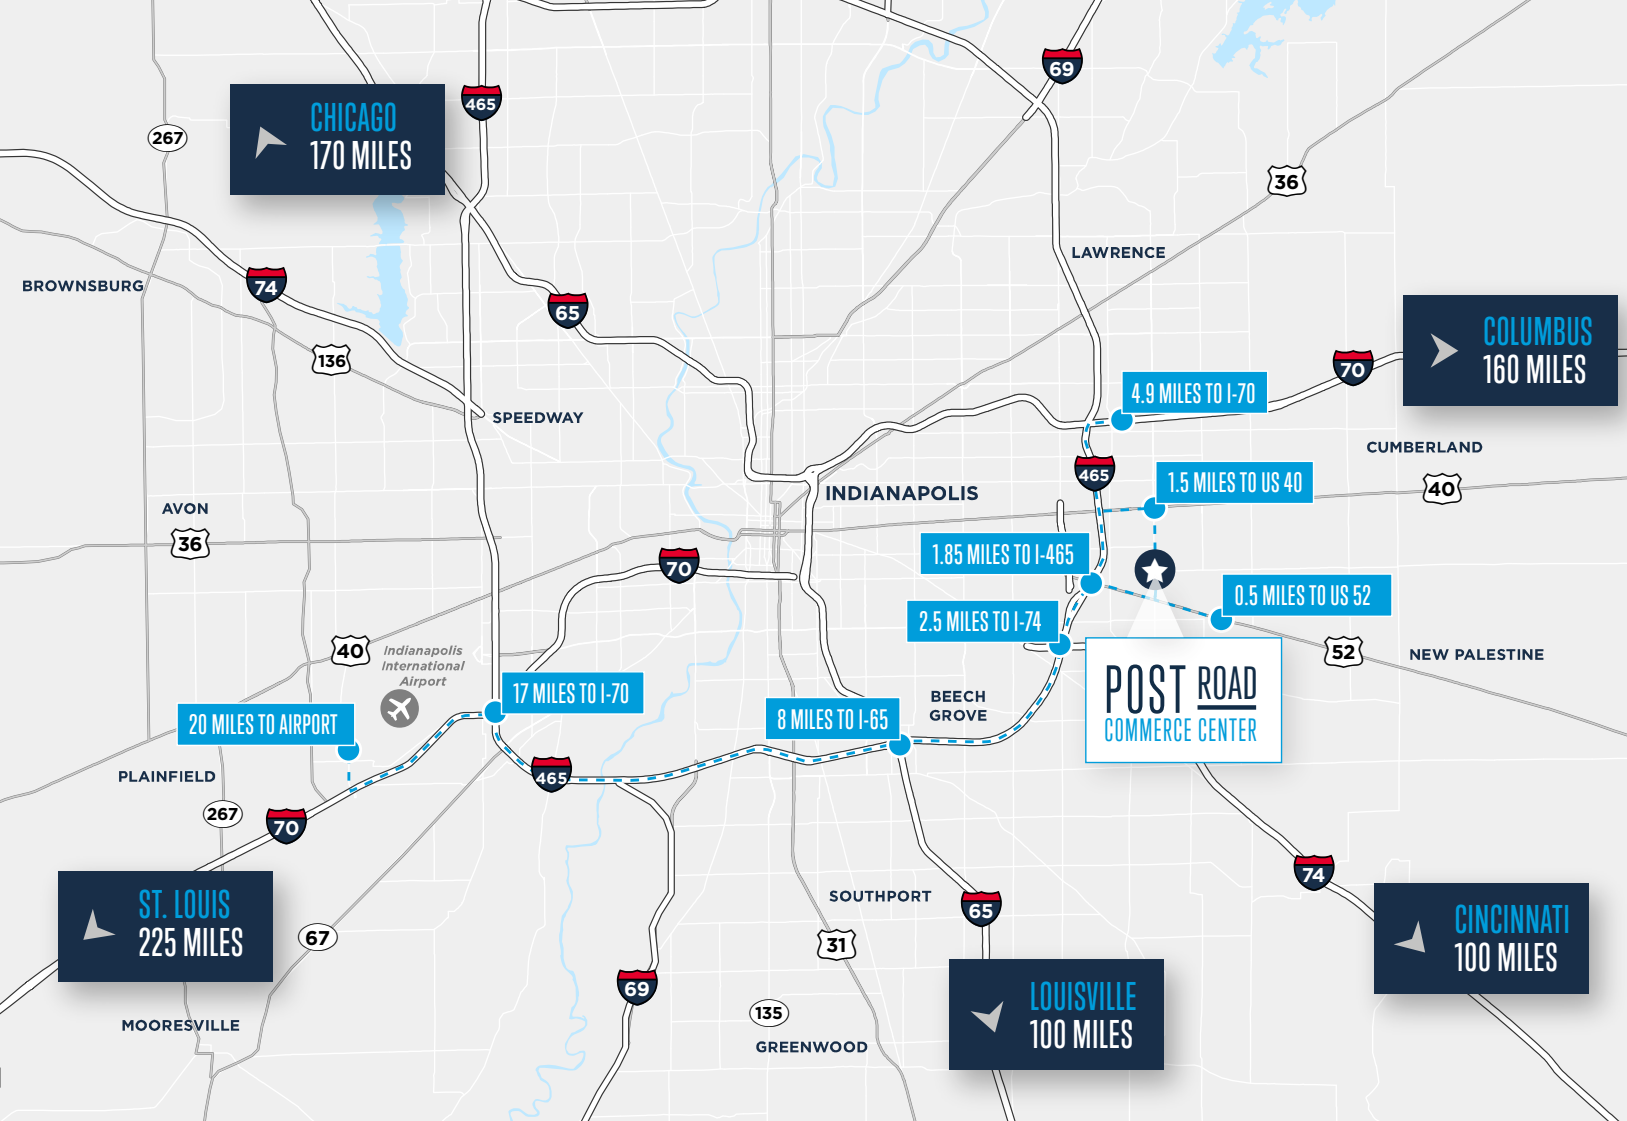 69
465
CHICAGO
170 MILES
267
36
LAWRENCE
BROWNSBURG
74
65
COLUMBUS
160 MILES
136
70
4.9 MILES TO I-70
SPEEDWAY
CUMBERLAND
465
1.5 MILES TO US 40
40
INDIANAPOLIS
AVON
36
1.85 MILES TO I-465
70
0.5 MILES TO US 52
2.5 MILES TO I-74
40
Indianapolis
International
Airport
52
NEW PALESTINE
POST ROAD
COMMERCE CENTER
17 MILES TO I-70
BEECH
GROVE
20 MILES TO AIRPORT
8 MILES TO I-65
PLAINFIELD
465
267
70
74
SOUTHPORT
ST. LOUIS
225 MILES
65
CINCINNATI
100 MILES
67
31
69
LOUISVILLE
100 MILES
135
MOORESVILLE
GREENWOOD